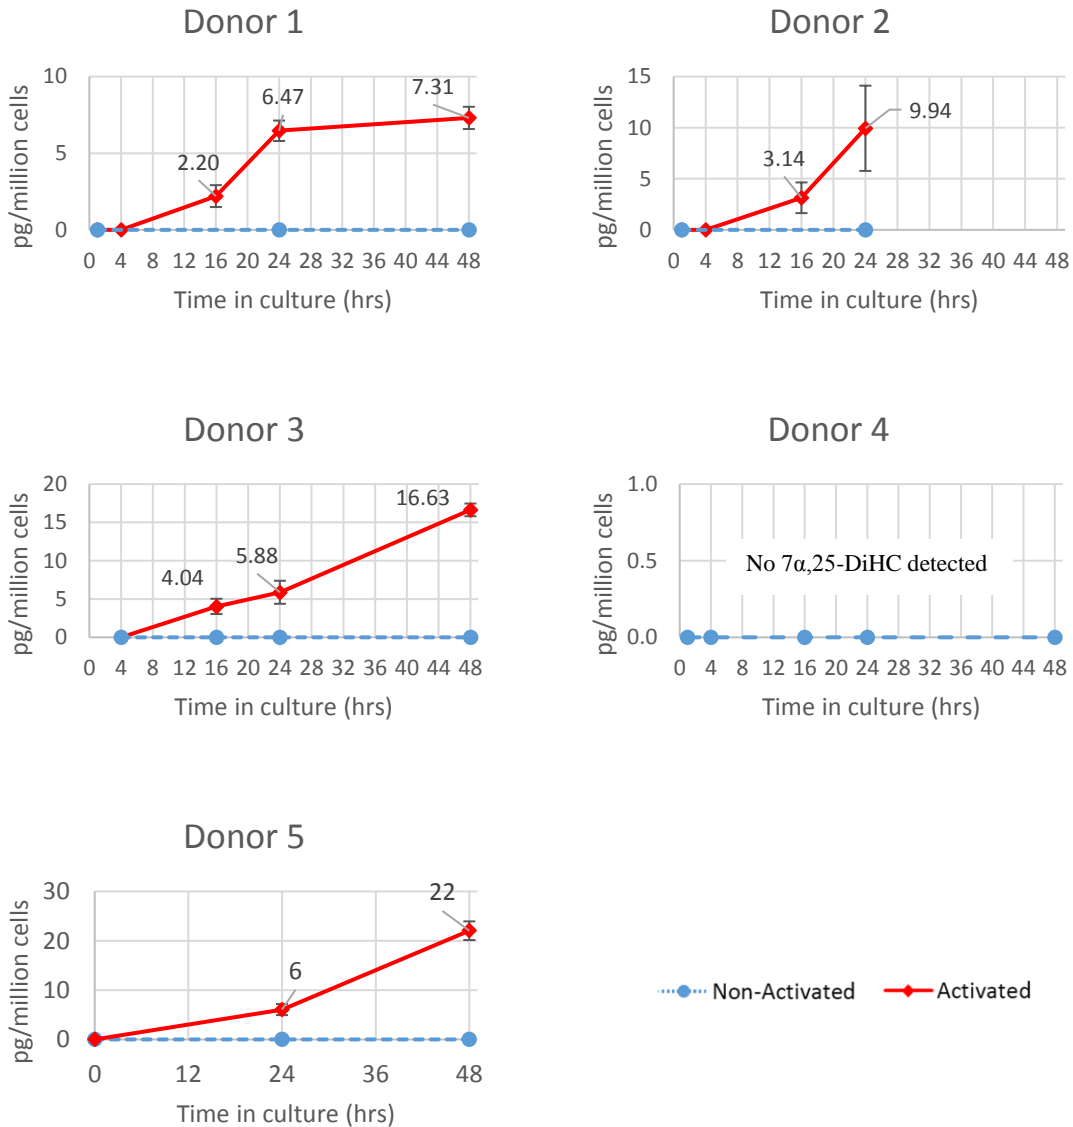 Donor 1
10
5
0
pg/million cells
2.20
6.47
7.31
0 4 8 12 16 20 24 28 32 36 40 44 48
Time in culture (hrs)
Donor 2
15
10
5
0
pg/million cells
3.14
9.94
0 4 8 12 16 20 24 28 32 36 40 44 48
Time in culture (hrs)
Donor 3
20
15
10
5
0
pg/million cells
4.04
5.88
16.63
0 4 8 12 16 20 24 28 32 36 40 44 48
Time in culture (hrs)
Donor 4
1.0
0.5
0.0
pg/million cells
No 7α,25-DiHC detected
0 4 8 12 16 20 24 28 32 36 40 44 48
Time in culture (hrs)
Donor 5
30
20
10
0
pg/million cells
6
22
0 12 24 36 48
Time in culture (hrs)
Non-Activated
Activated